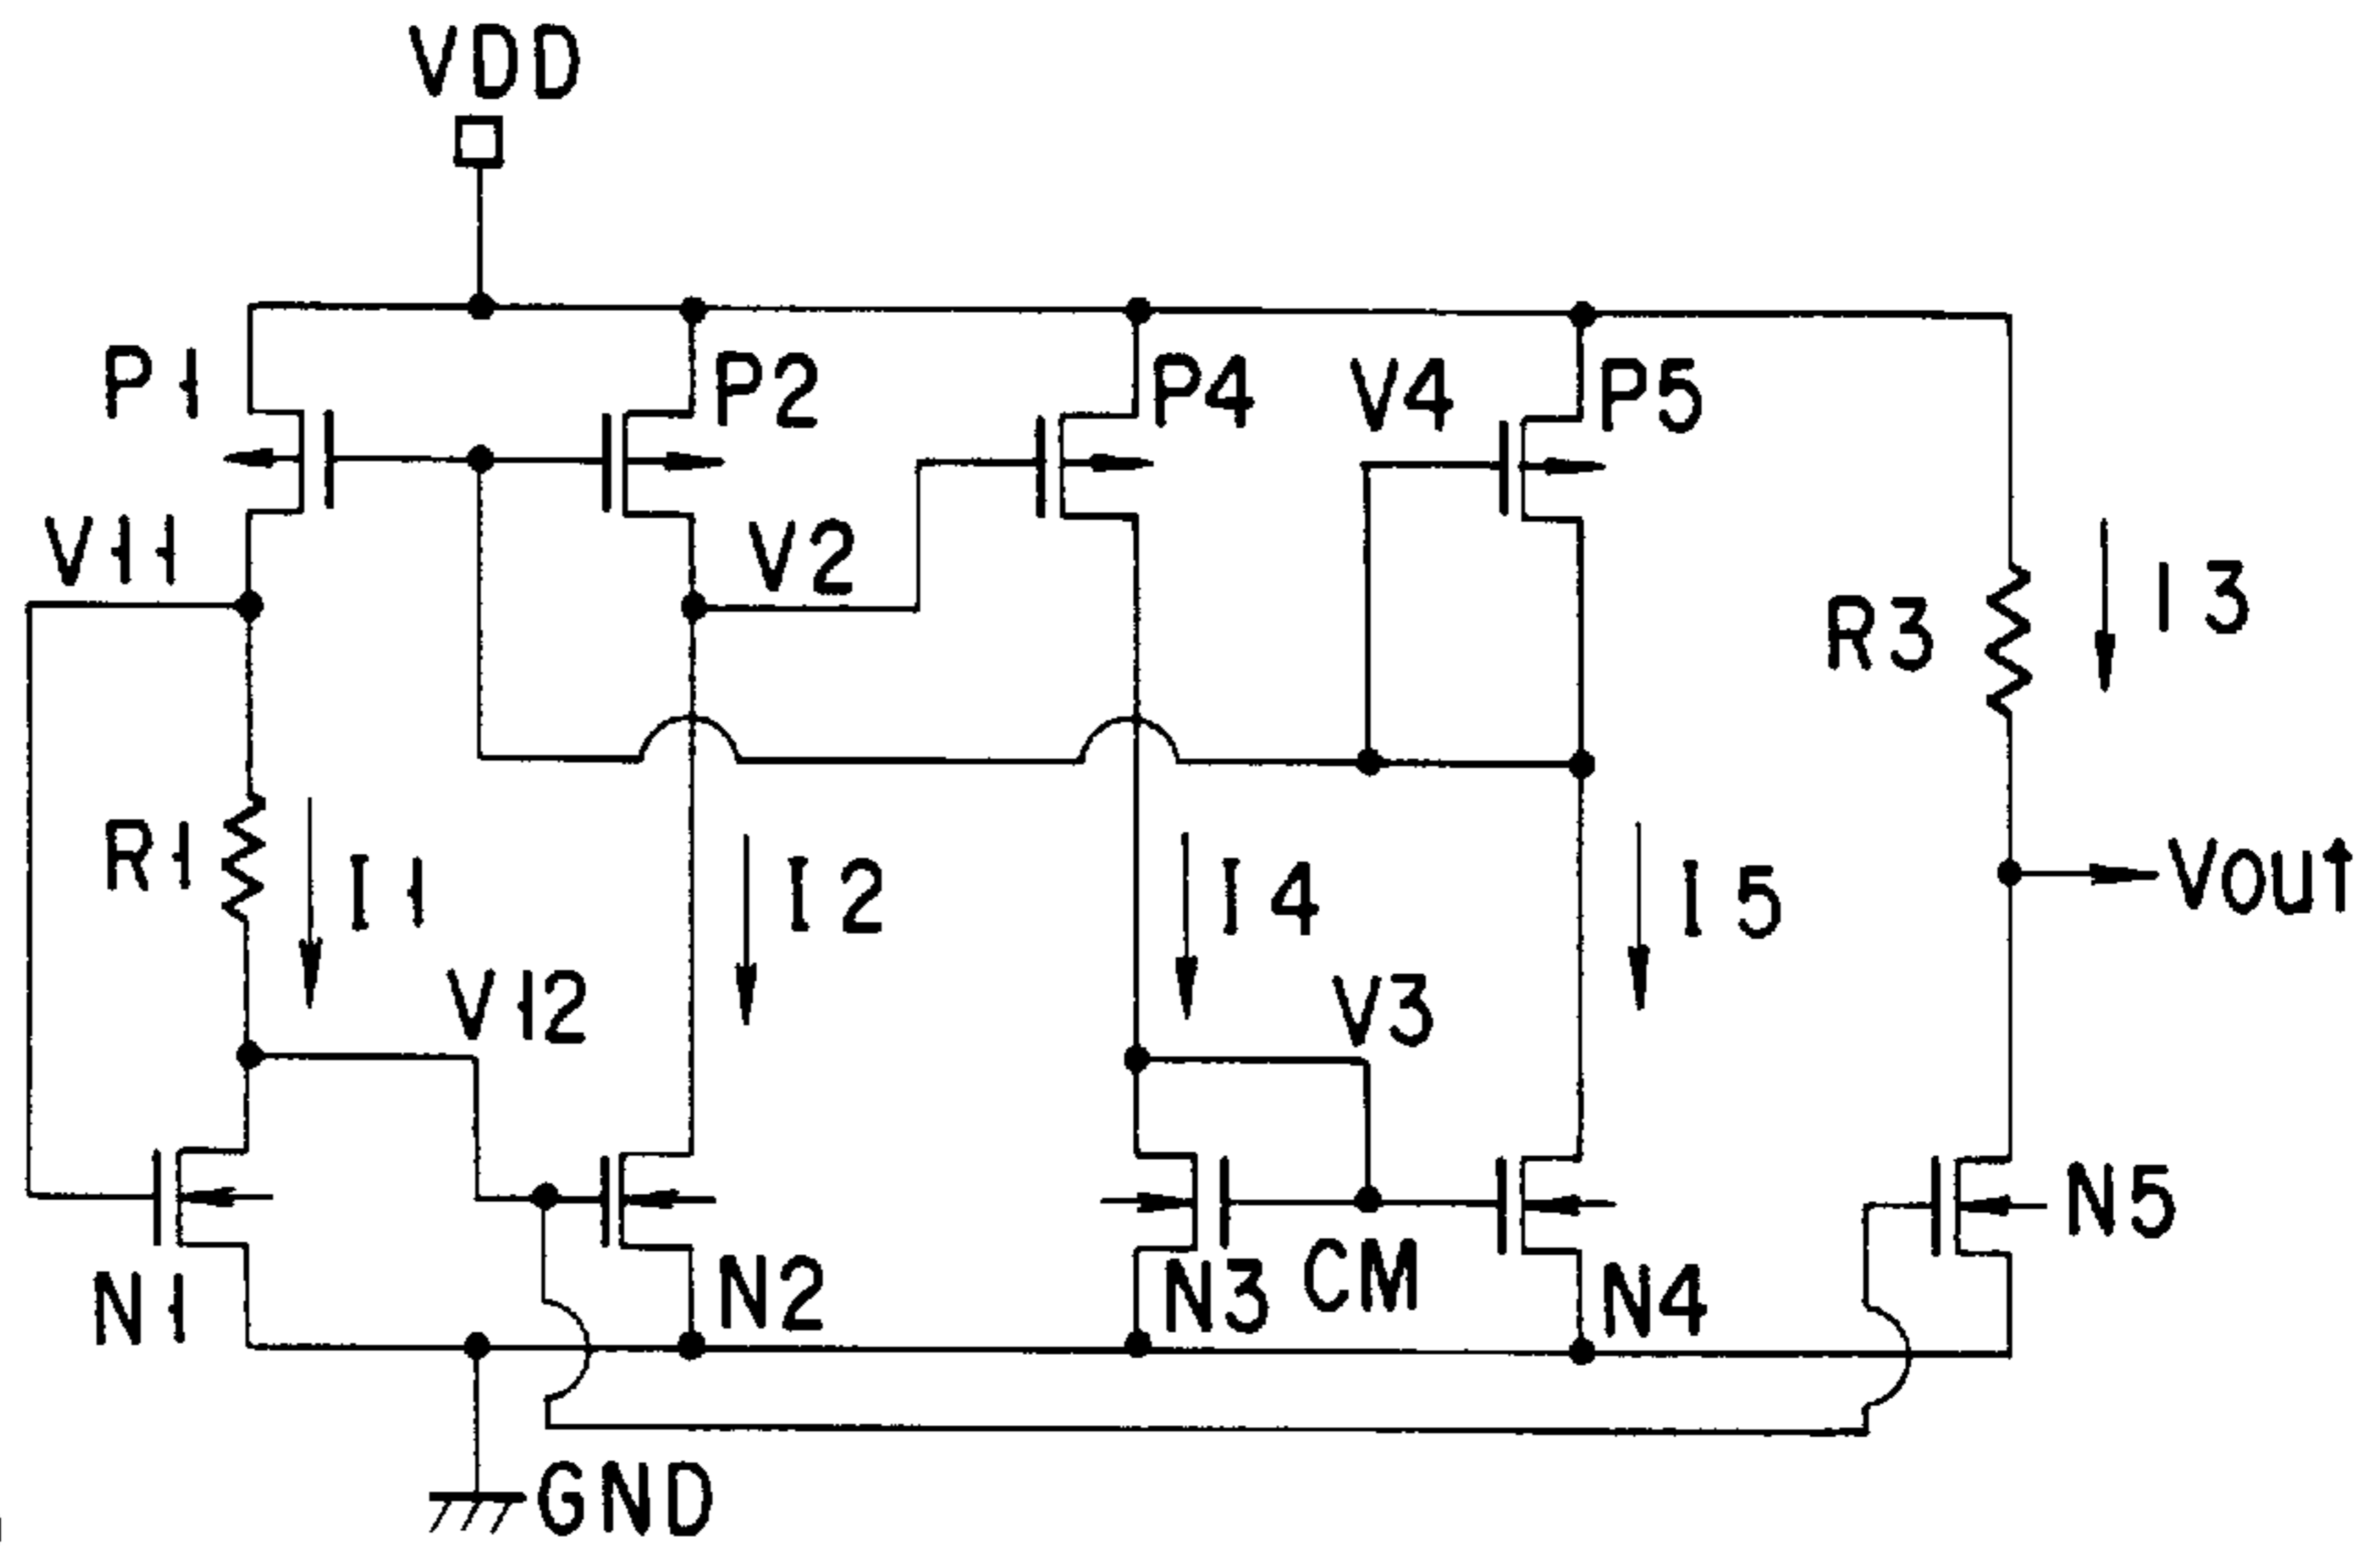 VDD
P1
P2
P4
V4
P5
V11
V2
R3
I3
R1
I1
I2
I4
I5
Vout
V12
V3
N1
N2
N3
CM
N4
N5
GND